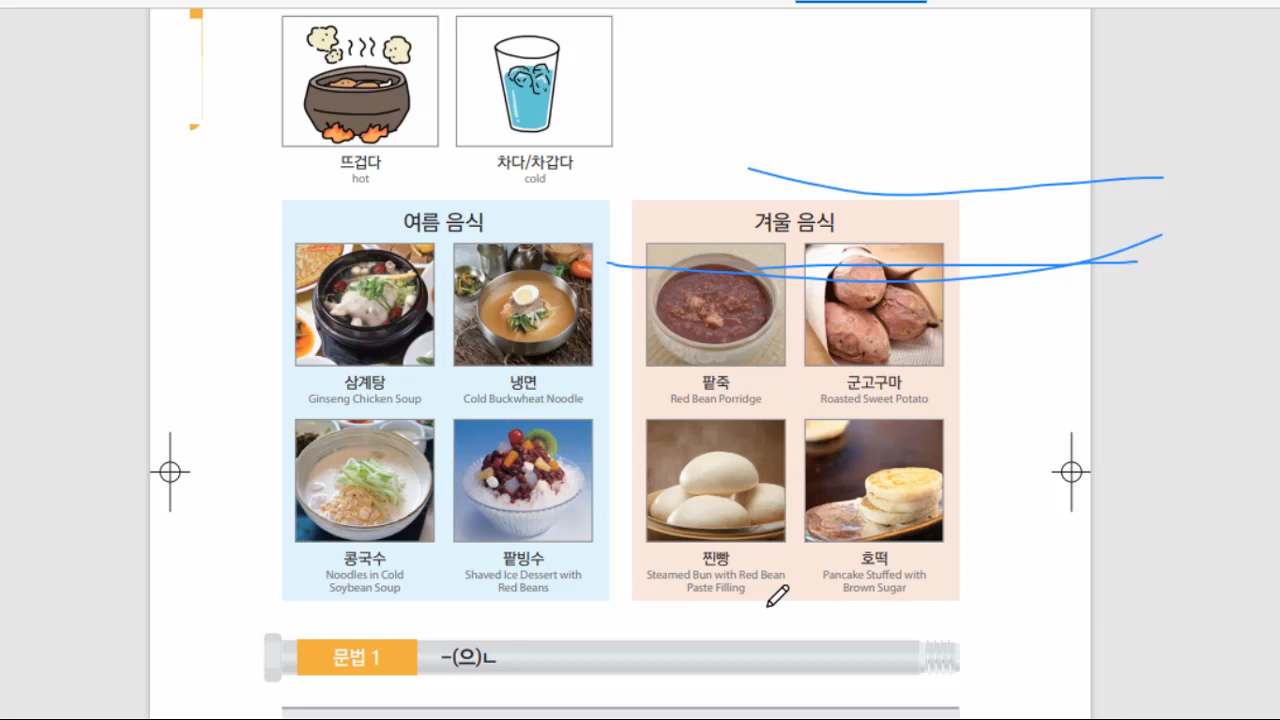 뜨겁다
hot
차다/차갑다
cold
여름 음식
삼계탕
Ginseng Chicken Soup
냉면
Cold Buckwheat Noodle
콩국수
Noodles in Cold
Soybean Soup
팥빙수
Shaved Ice Dessert with
Red Beans
겨울 음식
팥죽
Red Bean Porridge
군고구마
Roasted Sweet Potato
찐빵
Steamed Bun with Red Bean
Paste Filling
호떡
Pancake Stuffed with
Brown Sugar
문법 1 -(으)ㄴ